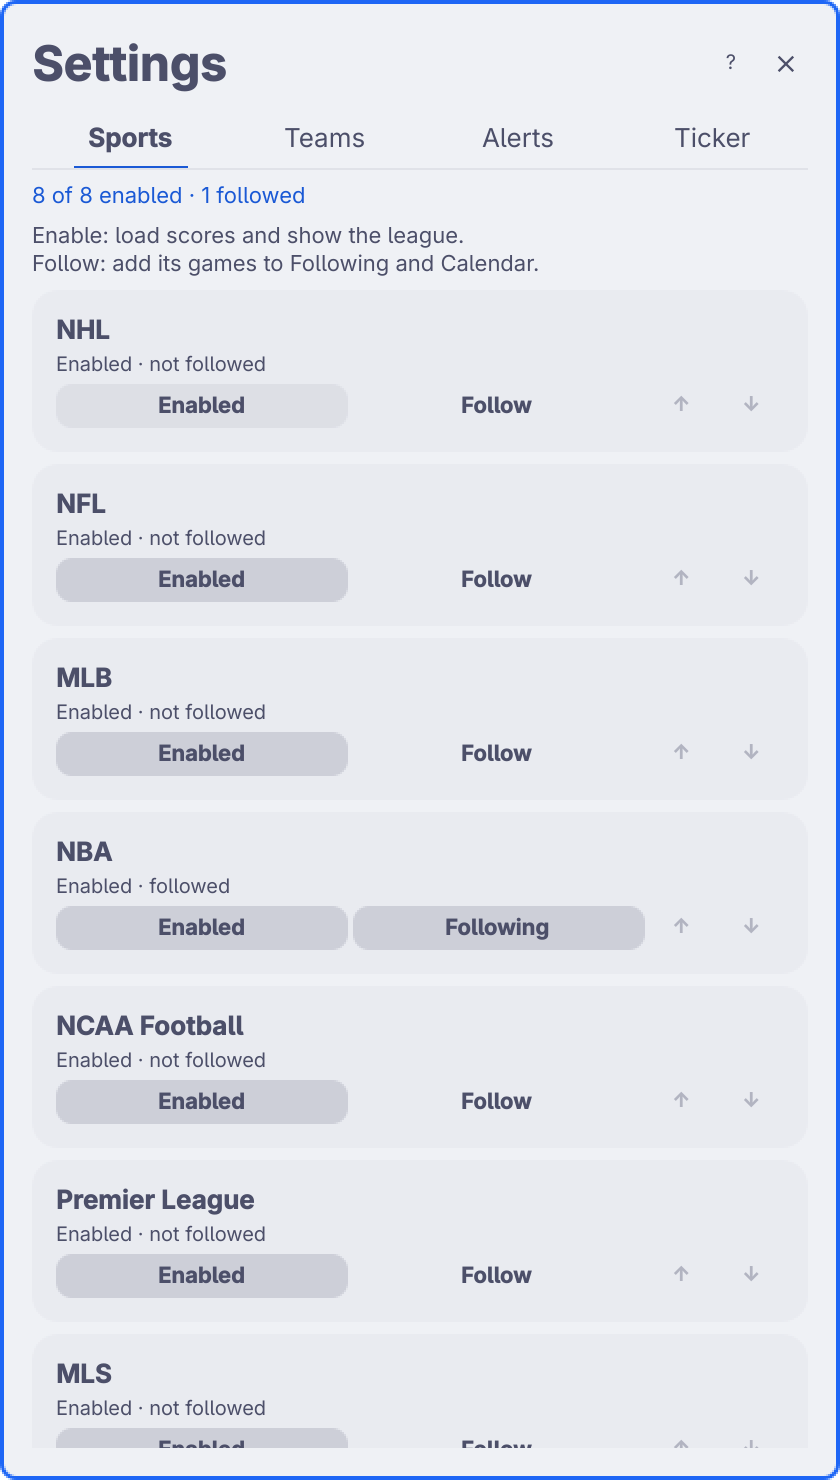 Settings
? ×
Sports Teams Alerts Ticker
8 of 8 enabled · 1 followed
Enable: load scores and show the league.
Follow: add its games to Following and Calendar.
NHL
Enabled · not followed
Enabled Follow ↑ ↓
NFL
Enabled · not followed
Enabled Follow ↑ ↓
MLB
Enabled · not followed
Enabled Follow ↑ ↓
NBA
Enabled · followed
Enabled Following ↑ ↓
NCAA Football
Enabled · not followed
Enabled Follow ↑ ↓
Premier League
Enabled · not followed
Enabled Follow ↑ ↓
MLS
Enabled · not followed
Enabled Follow ↑ ↓